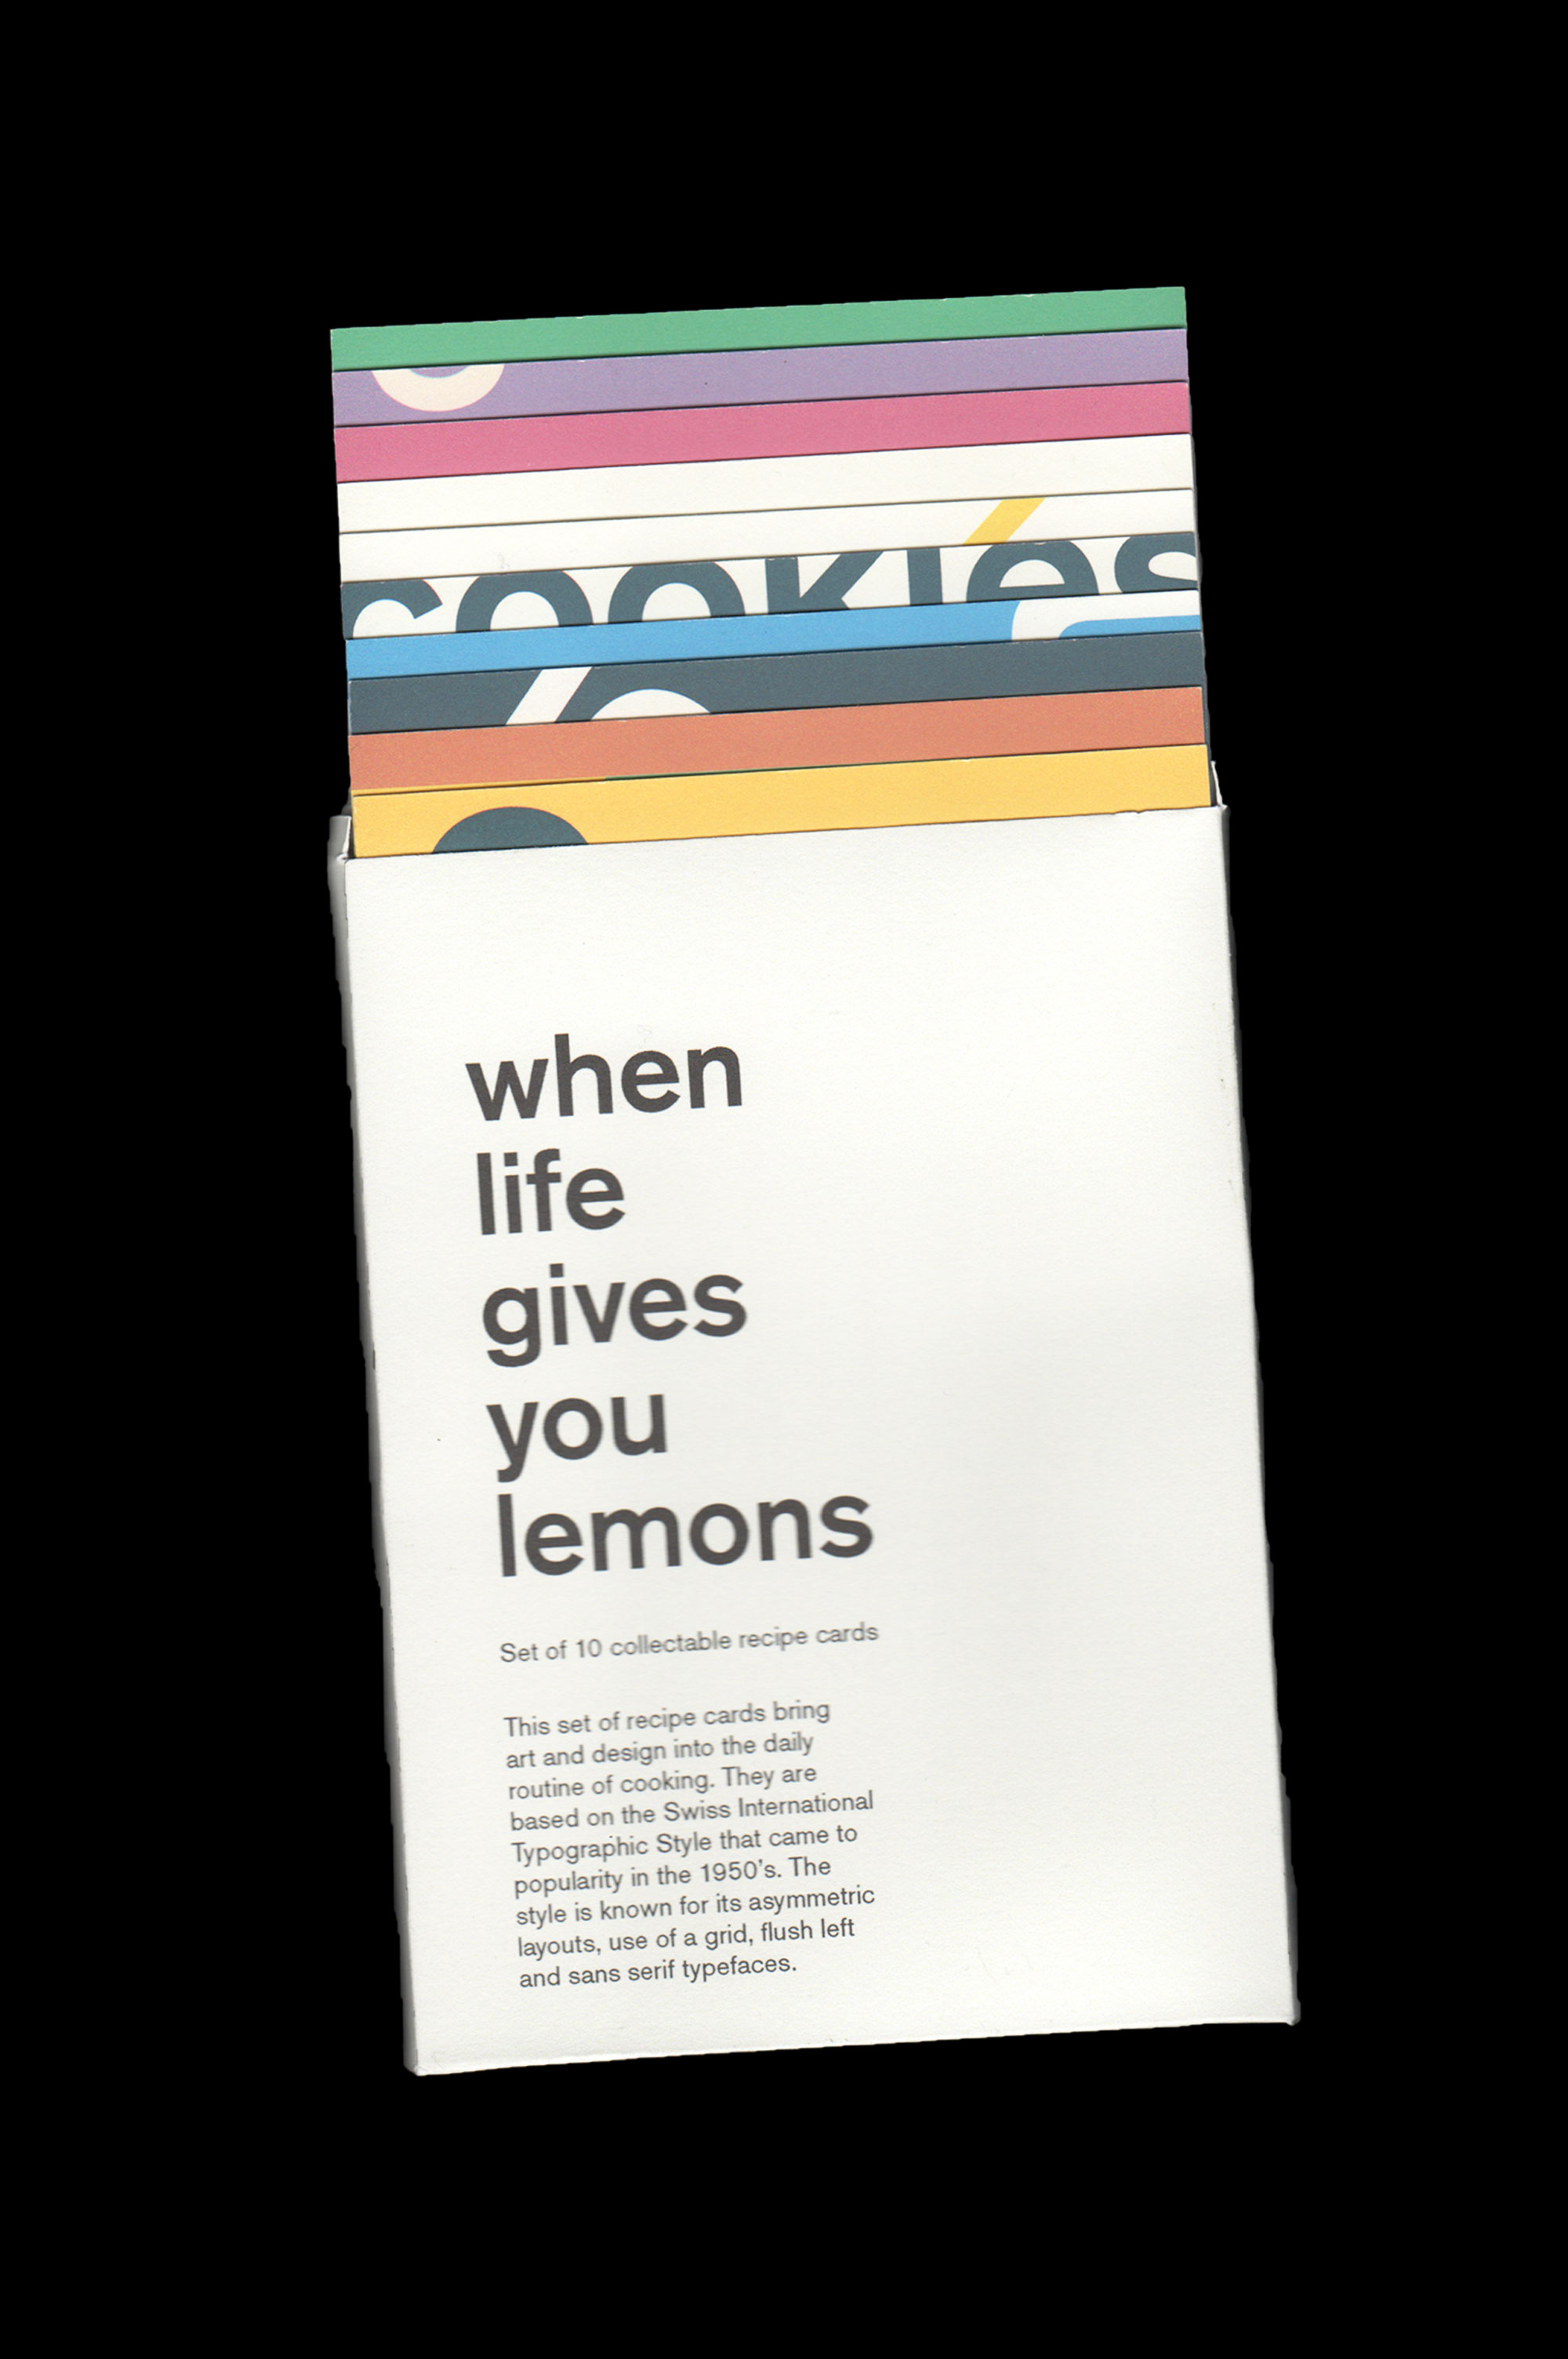 cookies
when
life
gives
you
lemons
Set of 10 collectable recipe cards
This set of recipe cards bring
art and design into the daily
routine of cooking. They are
based on the Swiss International
Typographic Style that came to
popularity in the 1950's. The
style is known for its asymmetric
layouts, use of a grid, flush left
and sans serif typefaces.